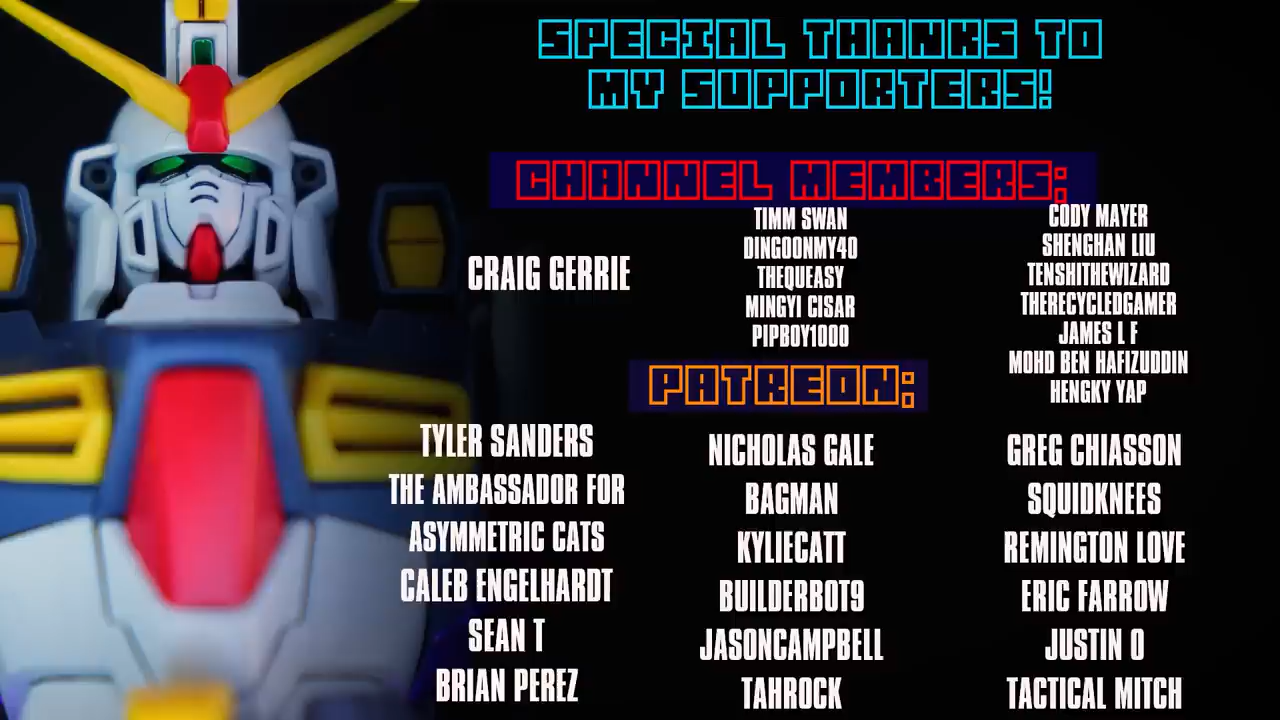 SPECIAL THANKS TO
MY SUPPORTERS!
CHANNEL MEMBERS:
CRAIG GERRIE
TIMM SWAN
DINGOONMY40
THEQUEASY
MINGYI CISAR
PIPBOY1000
CODY MAYER
SHENGHAN LIU
TENSHITHEWIZARD
THERECYCLEDGAMER
JAMES L F
MOHD BEN HAFIZUDDIN
HENGKY YAP
PATREON:
TYLER SANDERS
THE AMBASSADOR FOR
ASYMMETRIC CATS
CALEB ENGELHARDT
SEAN T
BRIAN PEREZ
NICHOLAS GALE
BAGMAN
KYLIECATT
BUILDERBOT9
JASONCAMPBELL
TAHROCK
GREG CHIASSON
SQUIDKNEES
REMINGTON LOVE
ERIC FARROW
JUSTIN O
TACTICAL MITCH